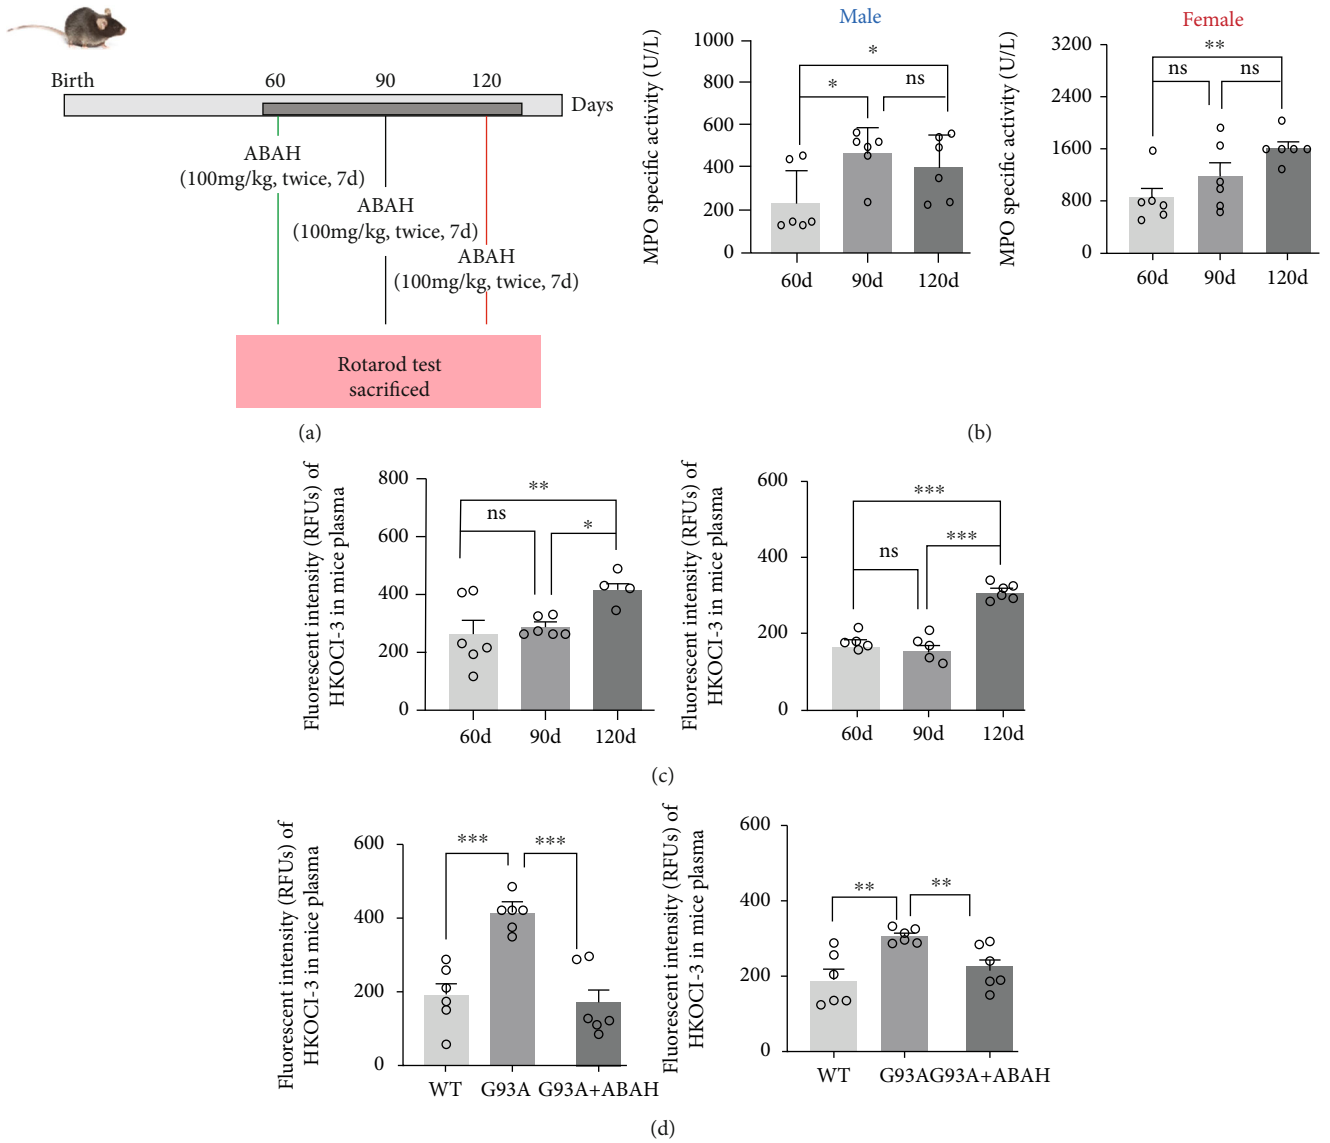 Birth
60
90
120
Days
ABAH
(100mg/kg, twice, 7d)
ABAH
(100mg/kg, twice, 7d)
ABAH
(100mg/kg, twice, 7d)
Rotarod test
sacrificed
(a)
Male
MPO specific activity (U/L)
1000
800
600
400
200
0
*
*
ns
60d
90d
120d
Female
MPO specific activity (U/L)
3200
2400
1600
800
0
**
ns
ns
60d
90d
120d
(b)
Fluorescent intensity (RFUs) of
HKOCI-3 in mice plasma
800
600
400
200
0
**
ns
*
60d
90d
120d
Fluorescent intensity (RFUs) of
HKOCI-3 in mice plasma
600
400
200
0
***
ns
***
60d
90d
120d
(c)
Fluorescent intensity (RFUs) of
HKOCI-3 in mice plasma
600
400
200
0
***
***
WT
G93A
G93A+ABAH
Fluorescent intensity (RFUs) of
HKOCI-3 in mice plasma
600
400
200
0
**
**
WT
G93A
G93A+ABAH
(d)